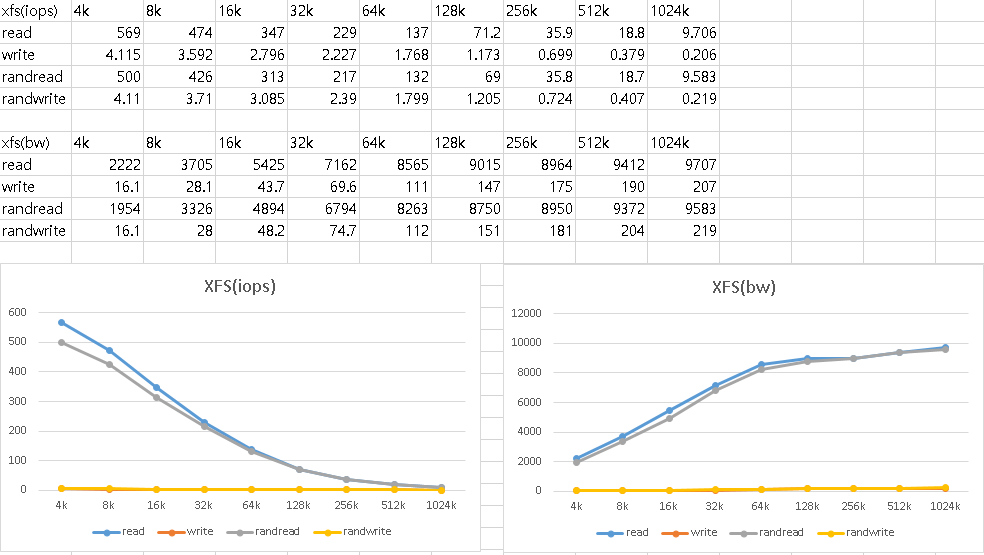 xfs(iops) 4k 8k 16k 32k 64k 128k 256k 512k 1024k
read 569 474 347 229 137 71.2 35.9 18.8 9.706
write 4.115 3.592 2.796 2.227 1.768 1.173 0.699 0.379 0.206
randread 500 426 313 217 132 69 35.8 18.7 9.583
randwrite 4.11 3.71 3.085 2.39 1.799 1.205 0.724 0.407 0.219
xfs(bw) 4k 8k 16k 32k 64k 128k 256k 512k 1024k
read 2222 3705 5425 7162 8565 9015 8964 9412 9707
write 16.1 28.1 43.7 69.6 111 147 175 190 207
randread 1954 3326 4894 6794 8263 8750 8950 9372 9583
randwrite 16.1 28 48.2 74.7 112 151 181 204 219
XFS(iops)
600
500
400
300
200
100
0
4k 8k 16k 32k 64k 128k 256k 512k 1024k
read write randread randwrite
XFS(bw)
12000
10000
8000
6000
4000
2000
0
4k 8k 16k 32k 64k 128k 256k 512k 1024k
read write randread randwrite